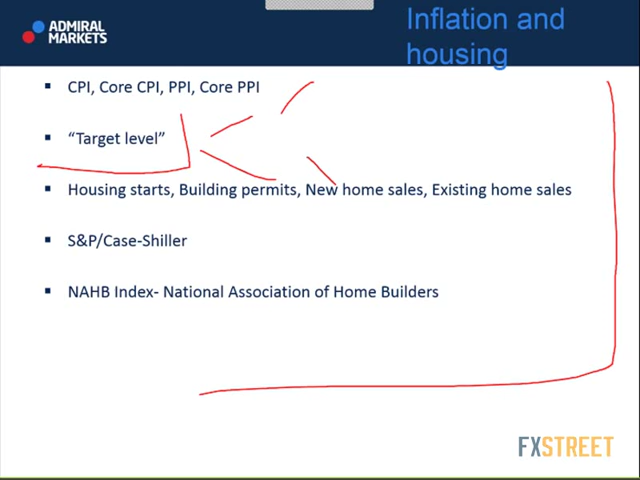 ADMIRAL
MARKETS
Inflation and
housing
CPI, Core CPI, PPI, Core PPI
“Target level”
Housing starts, Building permits, New home sales, Existing home sales
S&P/Case-Shiller
NAHB Index- National Association of Home Builders
FXSTREET